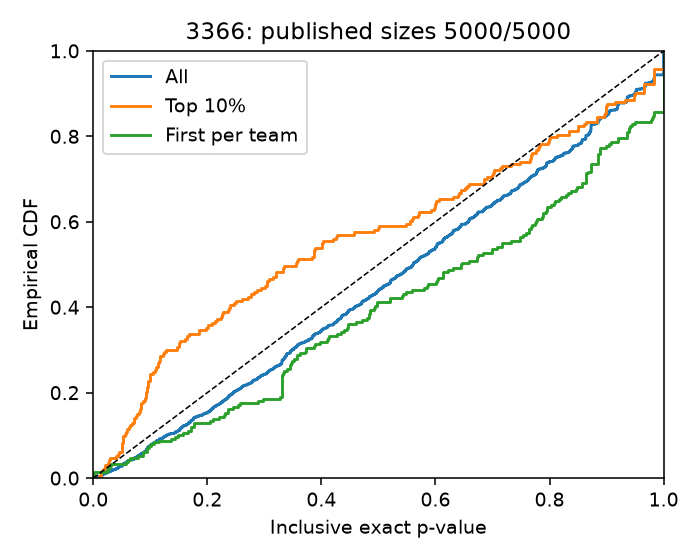 3366: published sizes 5000/5000
1.0
All
Top 10%
First per team
0.8
0.6
0.4
0.2
0.0
Empirical CDF
0.0 0.2 0.4 0.6 0.8 1.0
Inclusive exact p-value